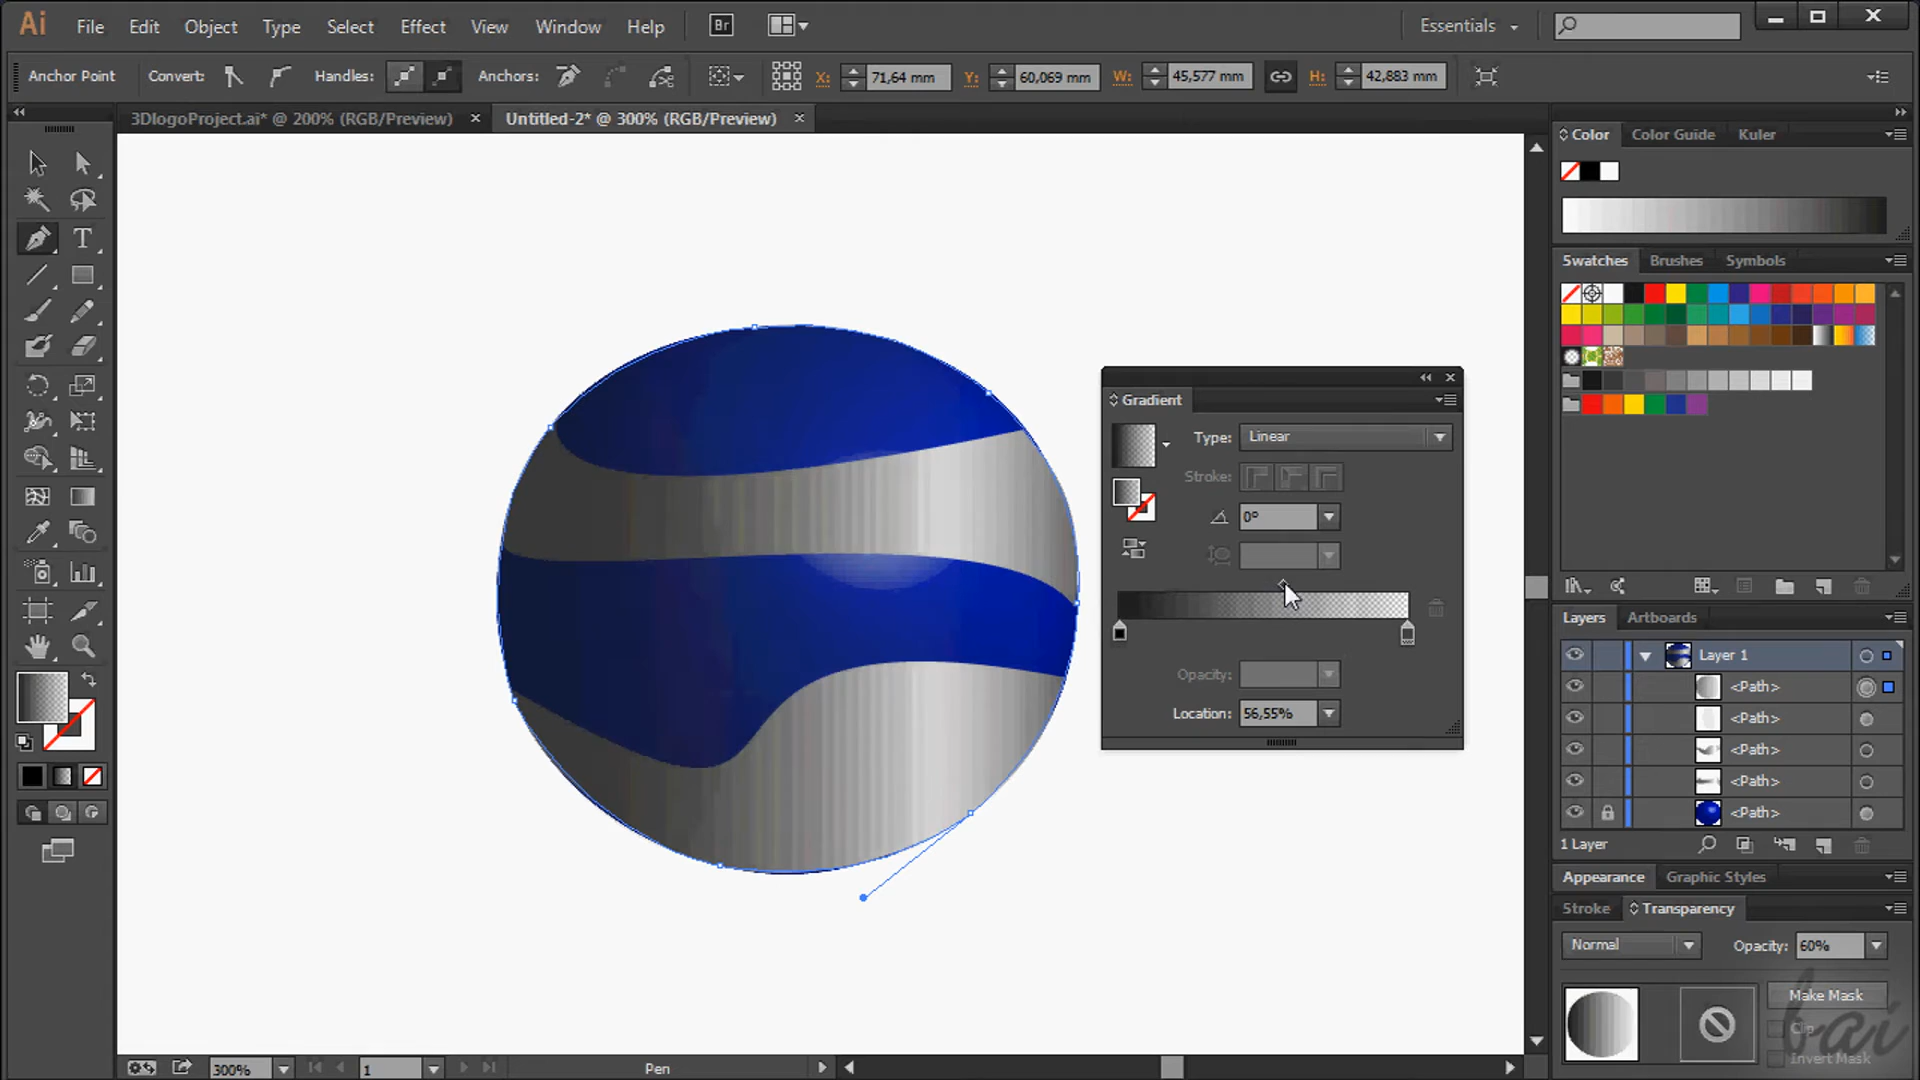 Ai File Edit Object Type Select Effect View Window Help Br Essentials
Anchor Point Convert: Handles: Anchors: X: 71,64 mm Y: 60,069 mm W: 45,577 mm H: 42,883 mm
3DlogoProject.ai* @ 200% (RGB/Preview) Untitled-2* @ 300% (RGB/Preview)
Color Color Guide Kuler
Swatches Brushes Symbols
Gradient
Type: Linear
Stroke:
0°
Opacity:
Location: 56,55%
Layers Artboards
Layer 1
<Path>
<Path>
<Path>
<Path>
<Path>
1 Layer
Appearance Graphic Styles
Stroke Transparency
Normal Opacity: 60%
Make Mask
Clip
Invert Mask
bai
300% 1 Pen